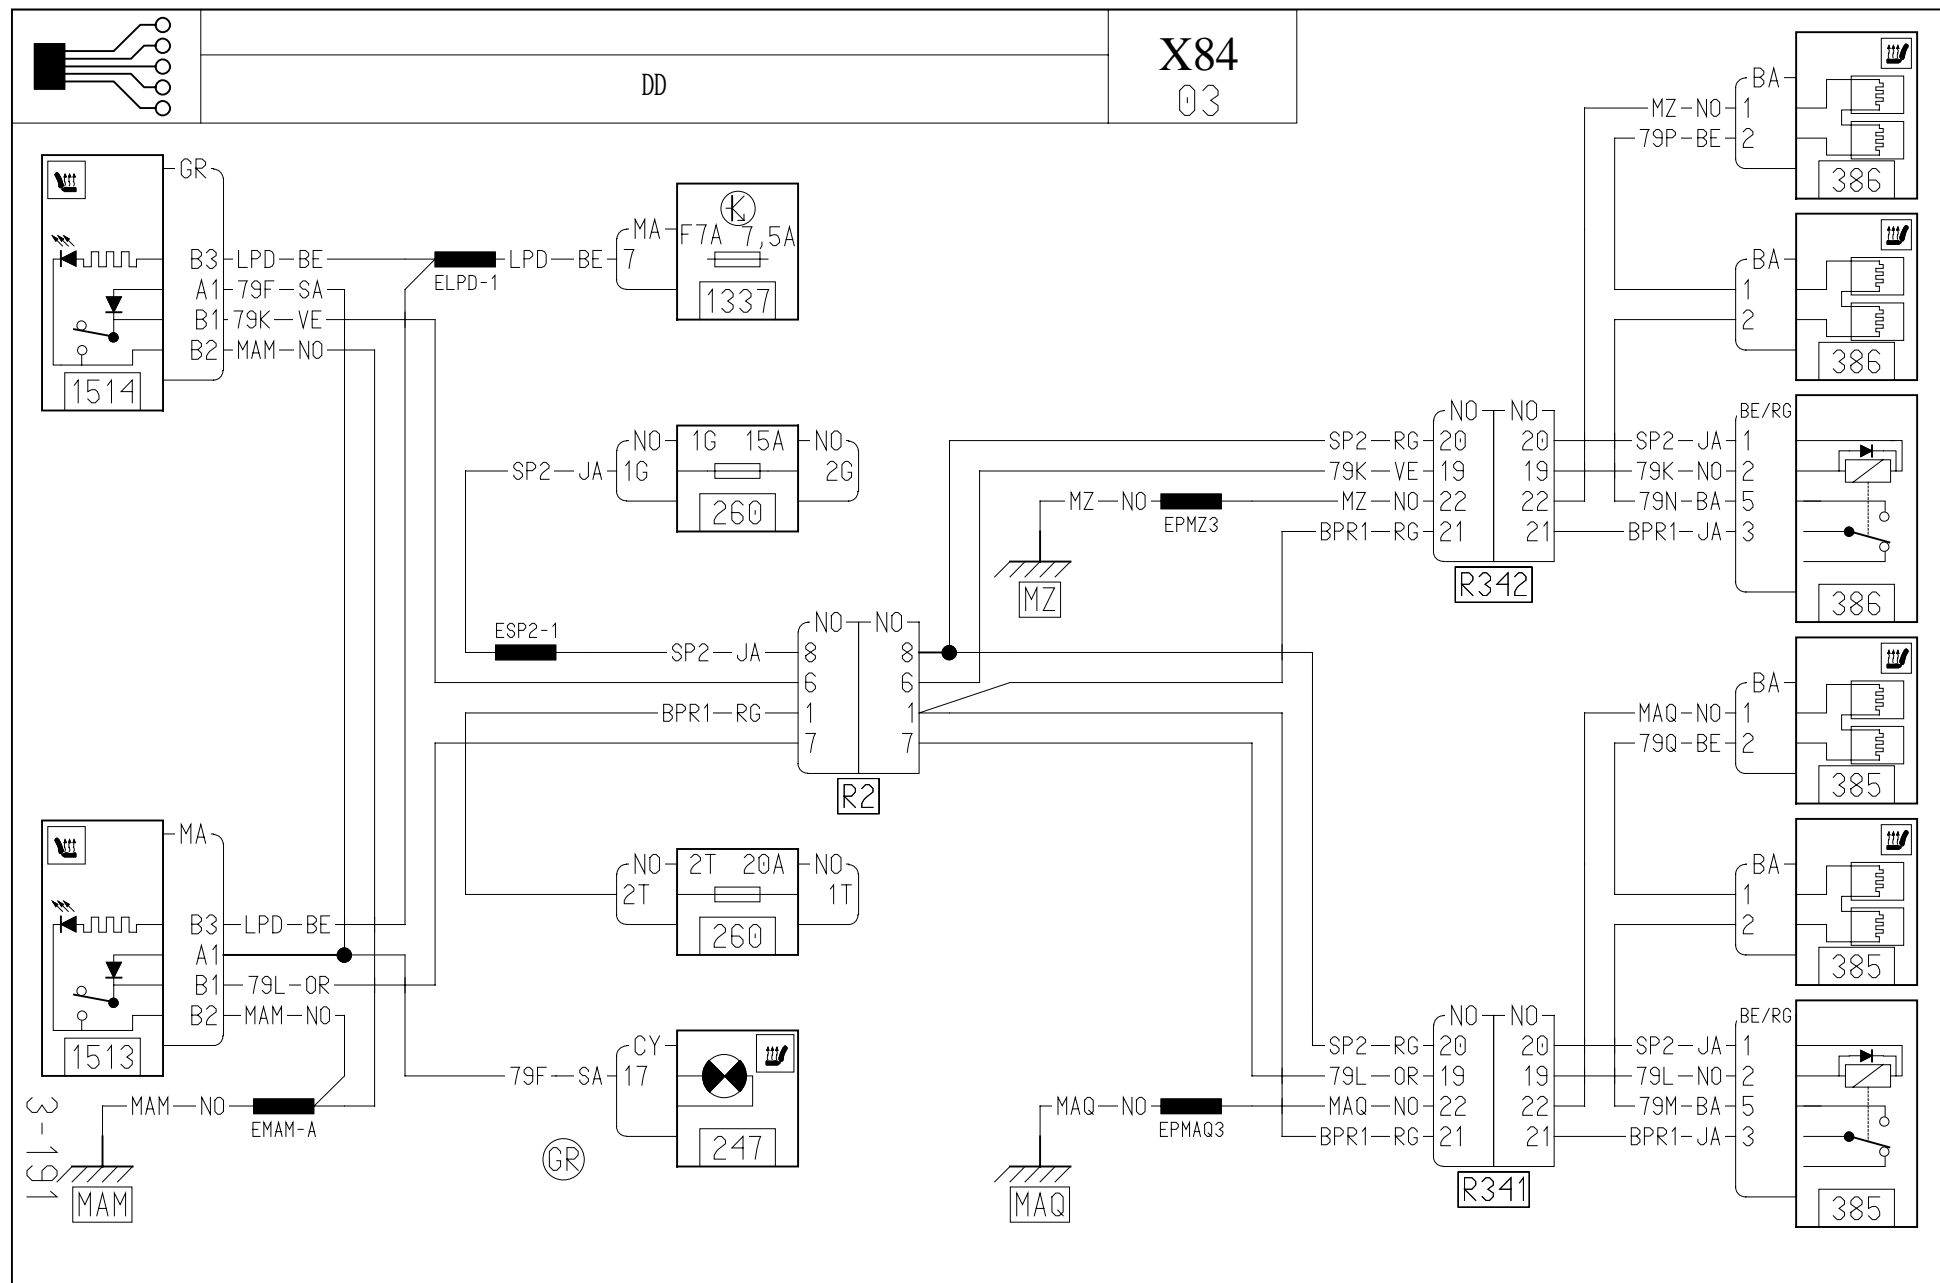 DD
X84
03
GR
B3 LPD BE
A1 79F SA
B1 79K VE
B2 MAM NO
1514
ELPD-1
LPD BE
MA
7
F7A 7,5A
1337
SP2 JA
NO
1G
1G 15A
NO
2G
260
ESP2-1
SP2 JA
BPR1 RG
NO NO
8 8
6 6
1 1
7 7
R2
NO
2T
2T 20A
NO
1T
260
MA
B3 LPD BE
A1
B1 79L OR
B2 MAM NO
1513
MAM NO
EMAM-A
MAM
3-191
79F SA
CY
17
247
GR
MZ NO
EPMZ3
MZ
SP2 RG
79K VE
MZ NO
BPR1 RG
NO NO
20 20
19 19
22 22
21 21
R342
MZ NO
79P BE
BA
1
2
386
BA
1
2
386
SP2 JA
79K NO
79N BA
BPR1 JA
BE/RG
1
2
5
3
386
MAQ NO
79Q BE
BA
1
2
385
BA
1
2
385
MAQ NO
EPMAQ3
MAQ
SP2 RG
79L OR
MAQ NO
BPR1 RG
NO NO
20 20
19 19
22 22
21 21
R341
SP2 JA
79L NO
79M BA
BPR1 JA
BE/RG
1
2
5
3
385